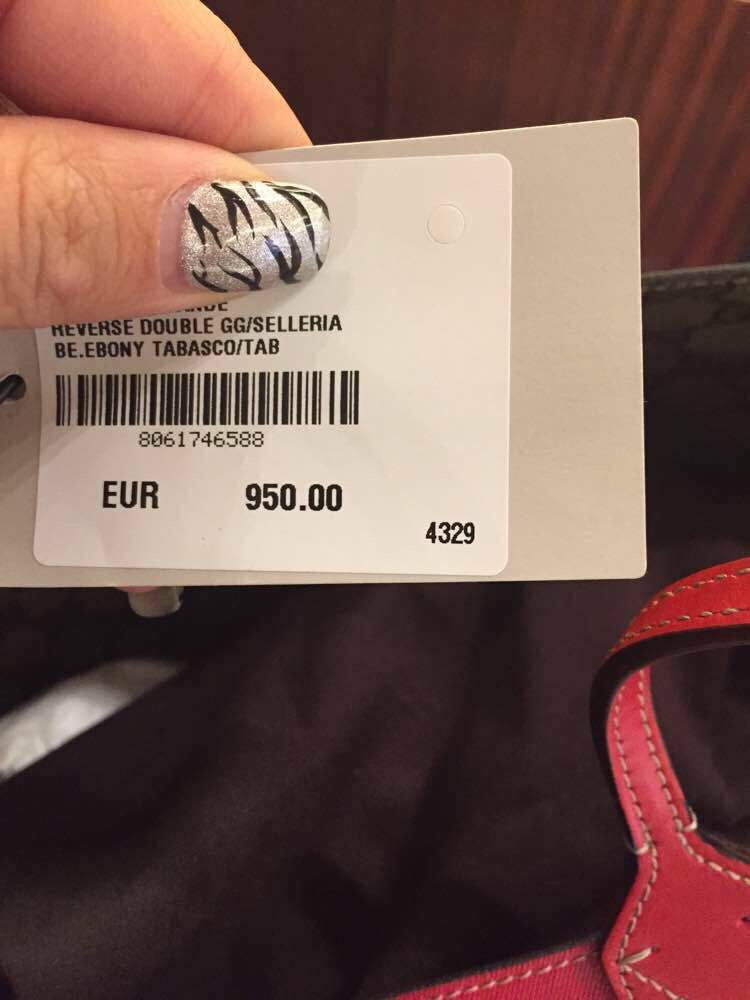 REVERSE DOUBLE GG/SELLERIA
BE.EBONY TABASCO/TAB
8061746588
EUR 950.00
4329